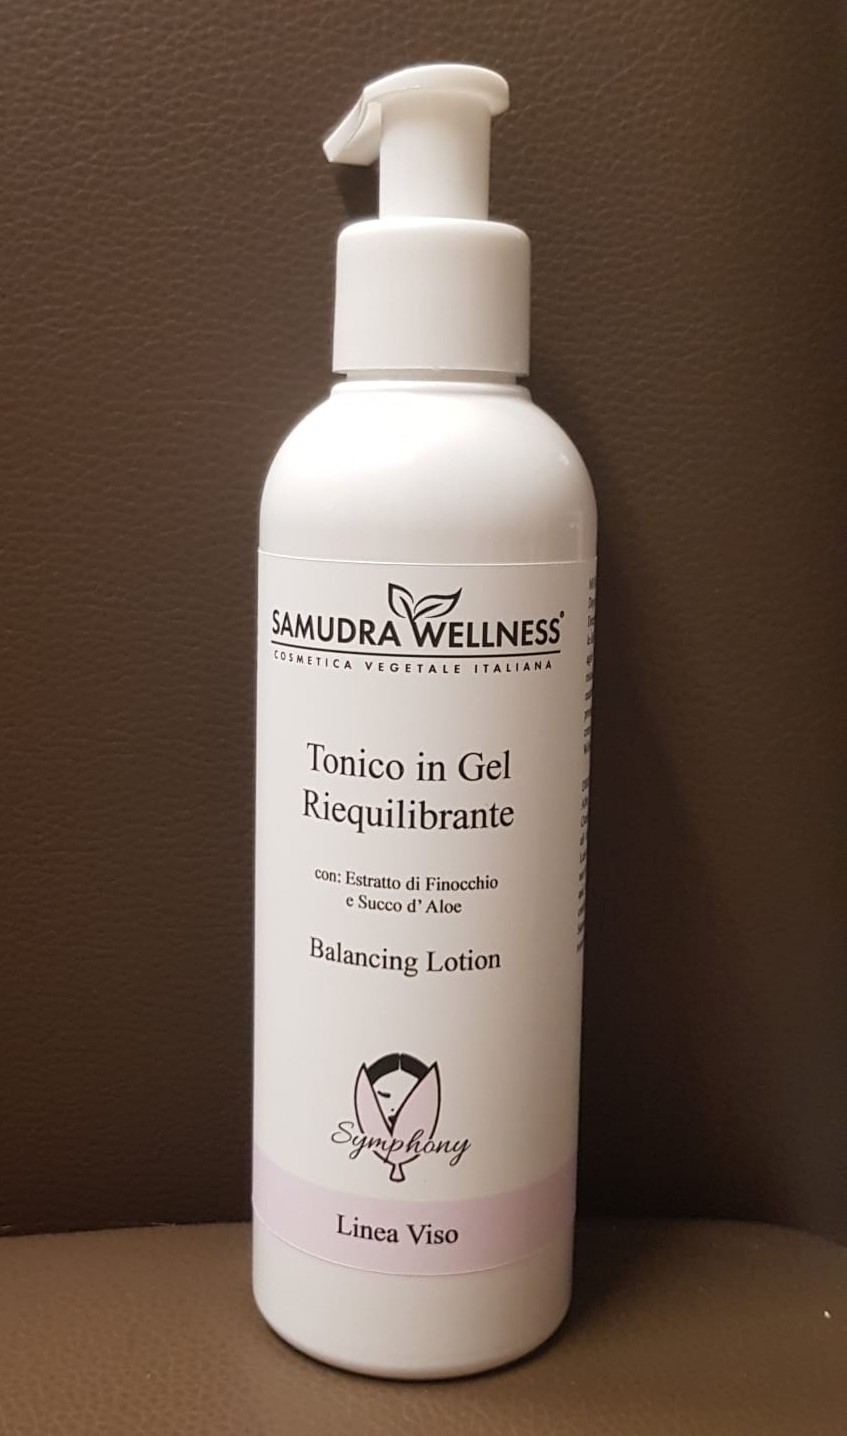 SAMUDRA WELLNESS®
COSMETICA VEGETALE ITALIANA
Tonico in Gel
Riequilibrante
con: Estratto di Finocchio
e Succo d' Aloe
Balancing Lotion
Symphony
Linea Viso